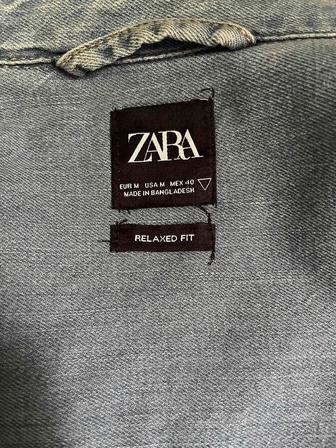 ZARA
EUR M USA M MEX 40
MADE IN BANGLADESH
RELAXED FIT